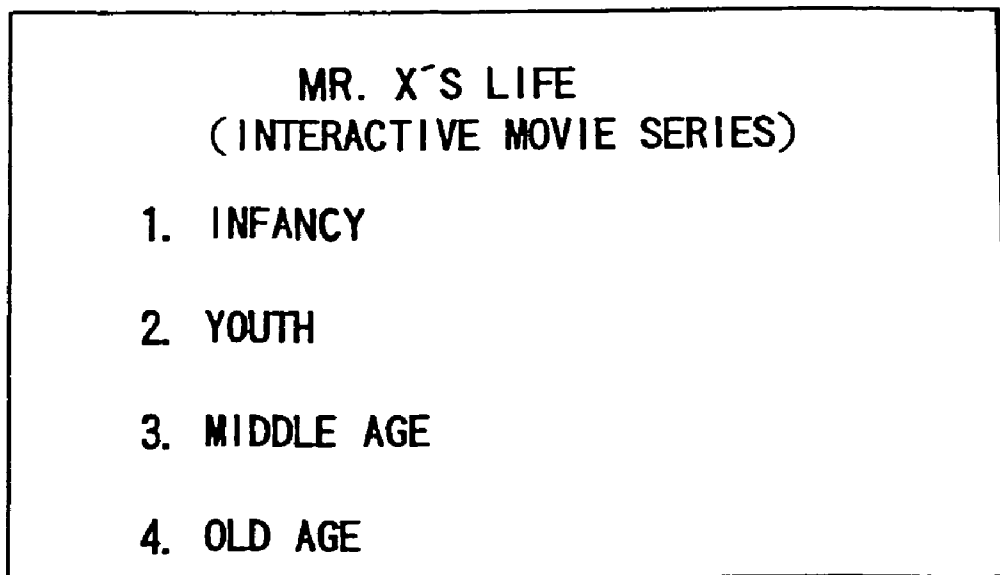 MR. X´S LIFE
(INTERACTIVE MOVIE SERIES)
1. INFANCY
2. YOUTH
3. MIDDLE AGE
4. OLD AGE